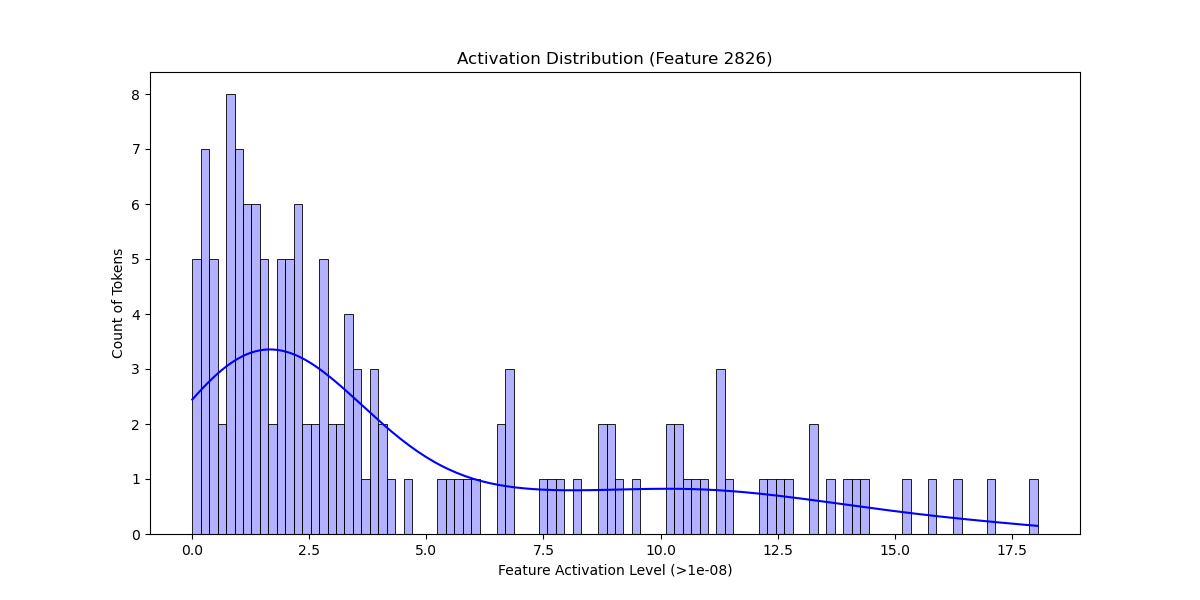 Activation Distribution (Feature 2826)
Count of Tokens
8
7
6
5
4
3
2
1
0
0.0 2.5 5.0 7.5 10.0 12.5 15.0 17.5
Feature Activation Level (>1e-08)